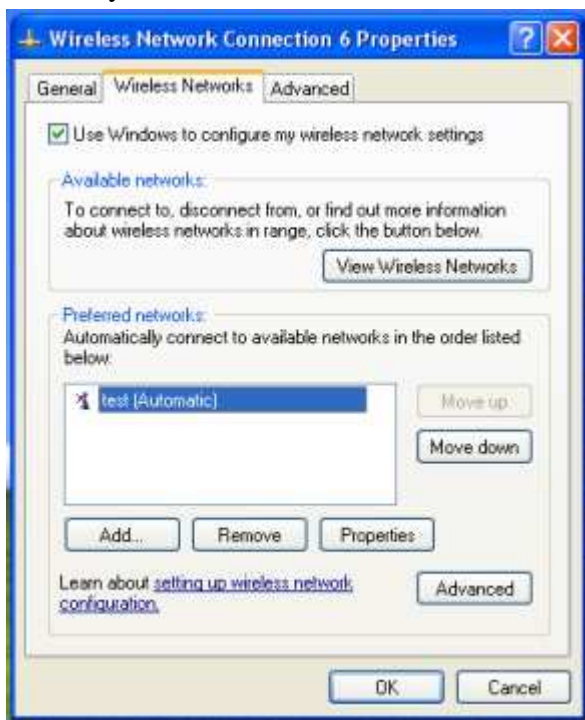 Wireless Network Connection 6 Properties
General Wireless Networks Advanced
Use Windows to configure my wireless network settings
Available networks:
To connect to, disconnect from, or find out more information
about wireless networks in range, click the button below.
View Wireless Networks
Preferred networks:
Automatically connect to available networks in the order listed
below:
test (Automatic)
Move up
Move down
Add... Remove Properties
Learn about setting up wireless network
configuration.
Advanced
OK Cancel